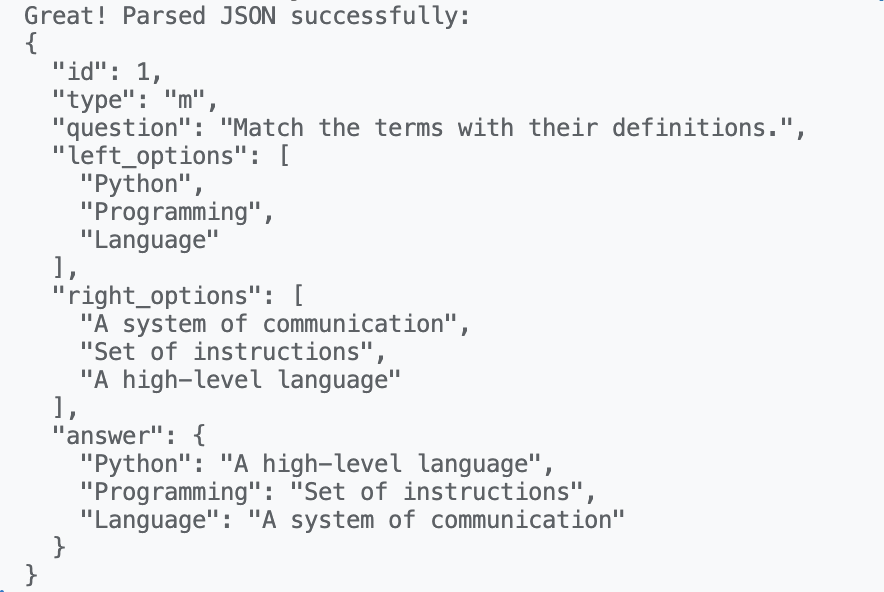 Great! Parsed JSON successfully:
{
  "id": 1,
  "type": "m",
  "question": "Match the terms with their definitions.",
  "left_options": [
    "Python",
    "Programming",
    "Language"
  ],
  "right_options": [
    "A system of communication",
    "Set of instructions",
    "A high-level language"
  ],
  "answer": {
    "Python": "A high-level language",
    "Programming": "Set of instructions",
    "Language": "A system of communication"
  }
}